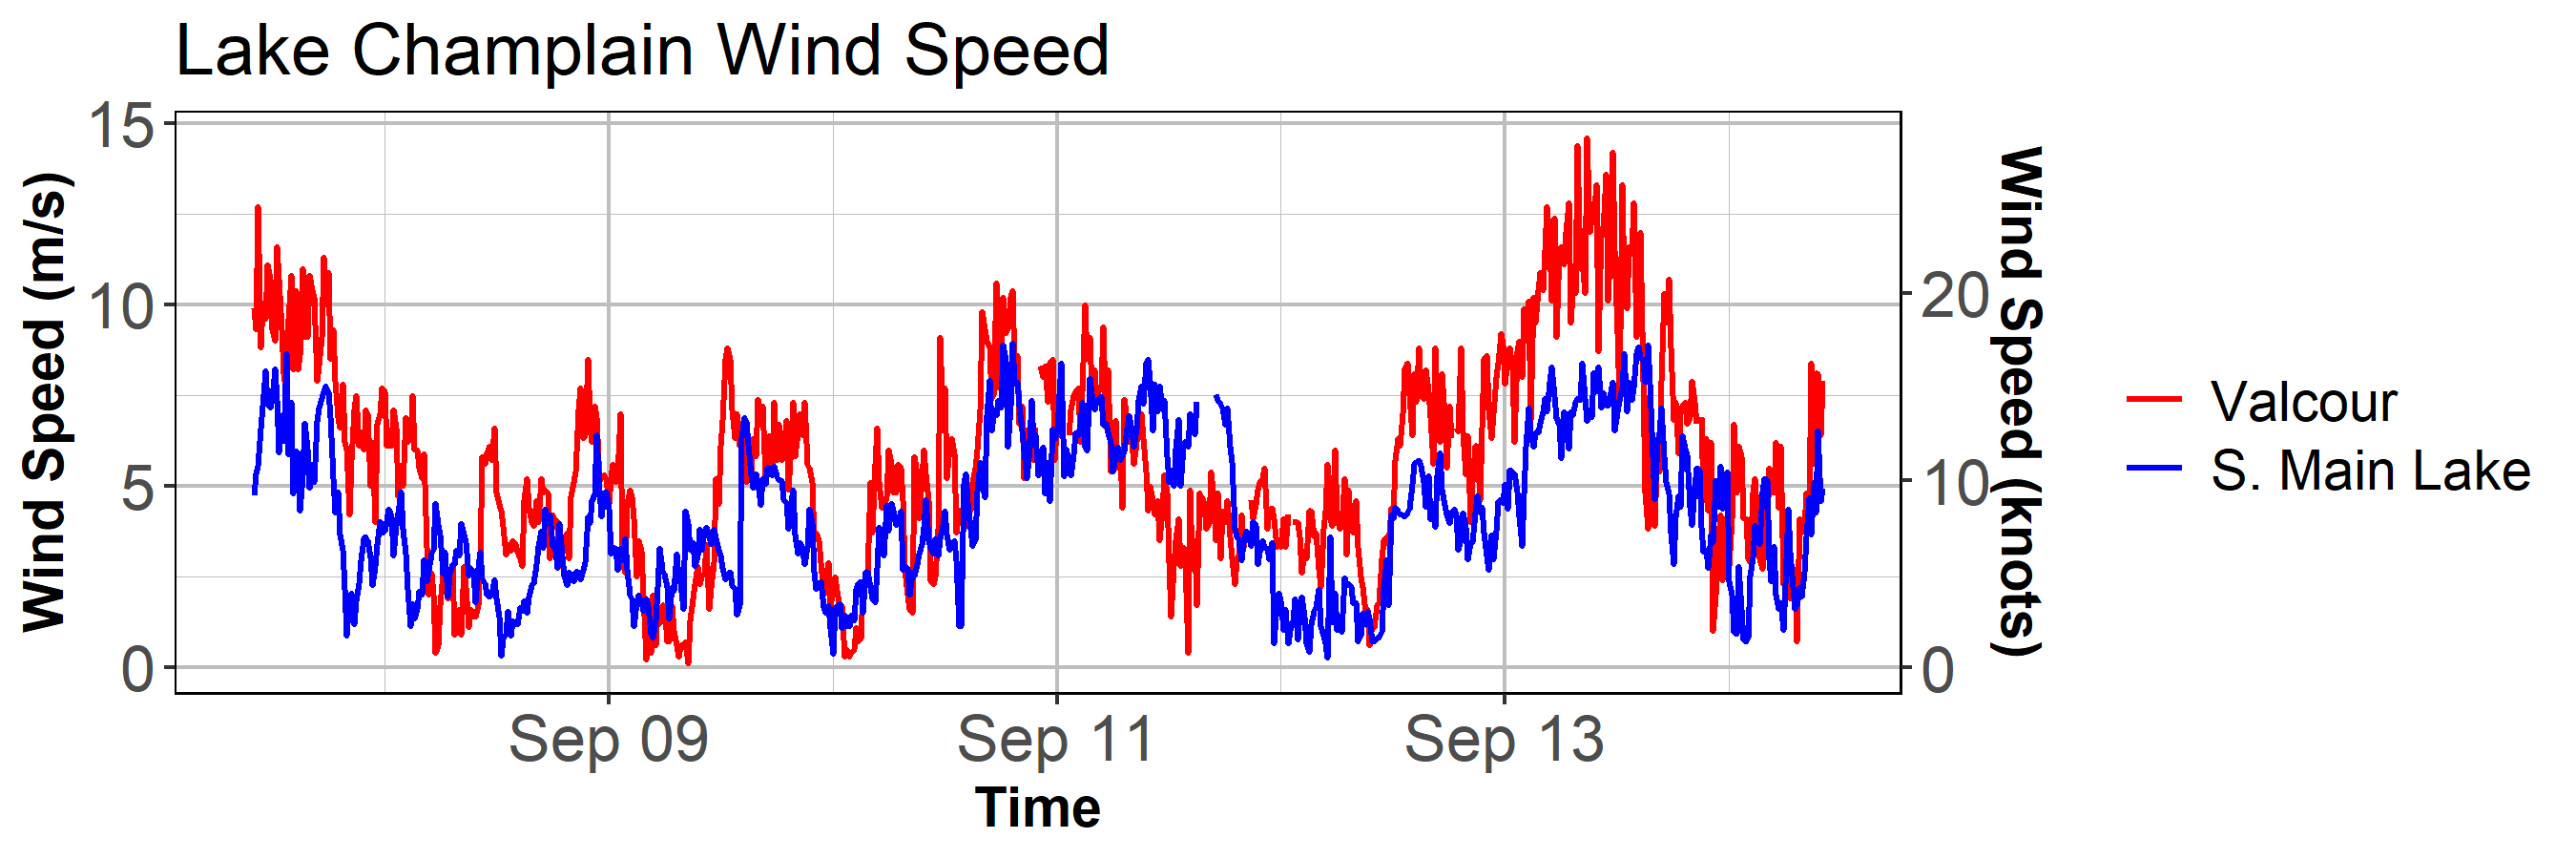 Lake Champlain Wind Speed
Wind Speed (m/s)
15
10
5
0
Sep 09
Sep 11
Sep 13
Time
20
10
0
Wind Speed (knots)
Valcour
S. Main Lake